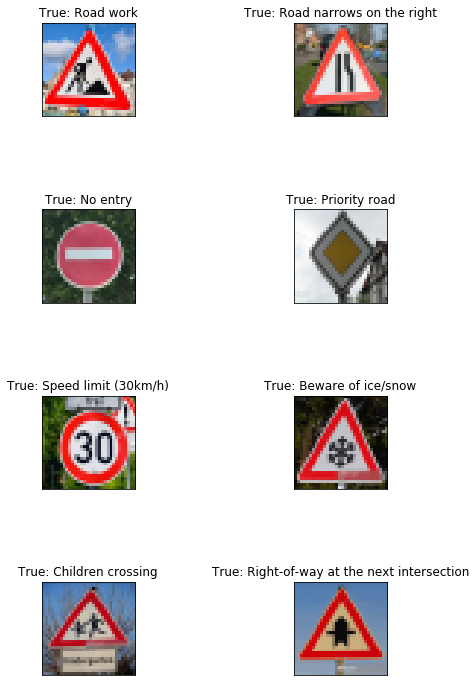 True: Road work
True: Road narrows on the right
True: No entry
True: Priority road
True: Speed limit (30km/h)
True: Beware of ice/snow
30
True: Children crossing
True: Right-of-way at the next intersection
Kindergarten